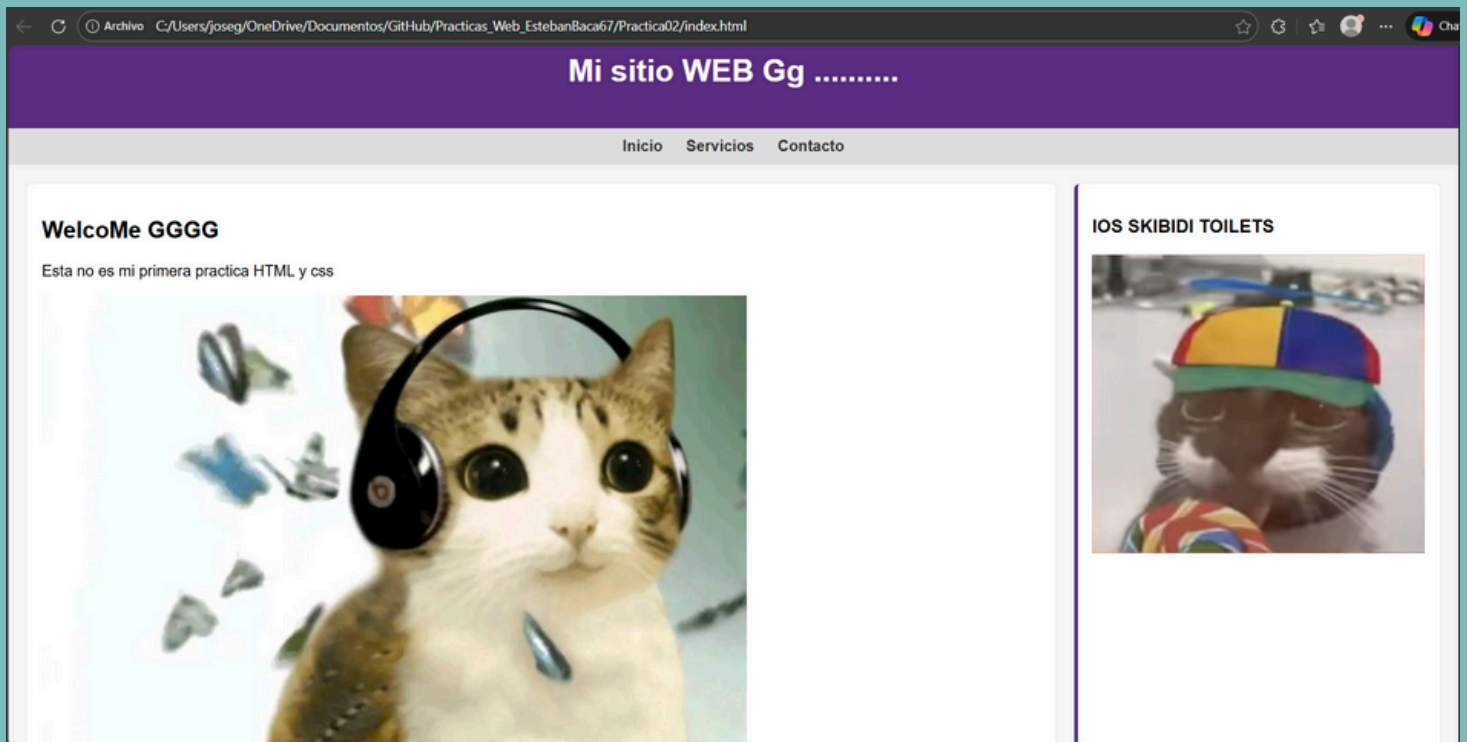 Archivo C:/Users/joseg/OneDrive/Documentos/GitHub/Practicas_Web_EstebanBaca67/Practica02/index.html
Mi sitio WEB Gg ..........
Inicio Servicios Contacto
WelcoMe GGGG
Esta no es mi primera practica HTML y css
IOS SKIBIDI TOILETS